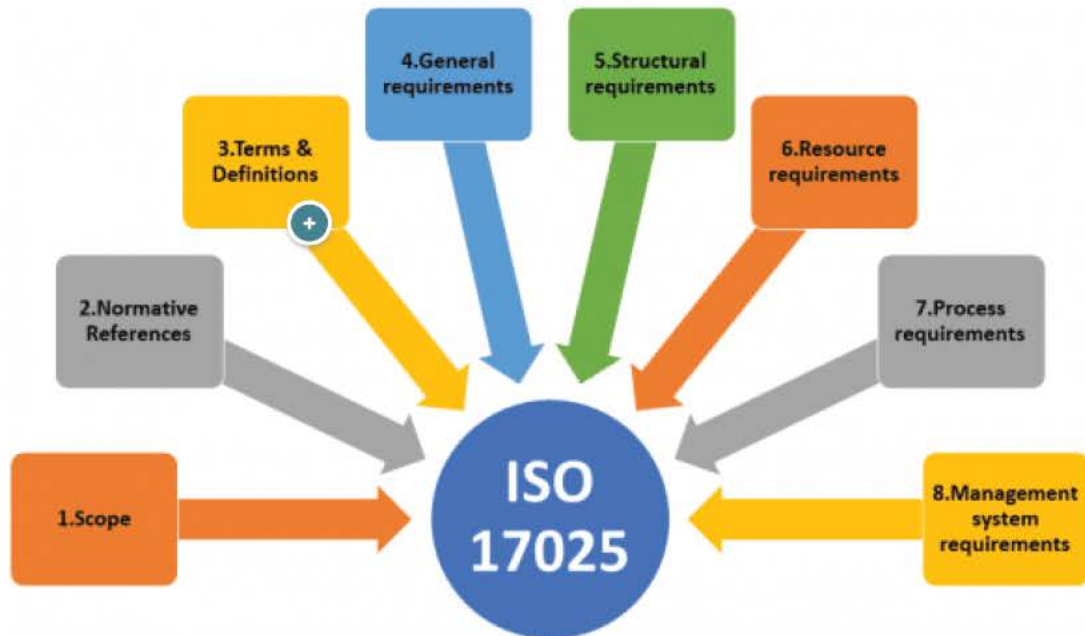 1.Scope
2.Normative
References
3.Terms &
Definitions
4.General
requirements
5.Structural
requirements
6.Resource
requirements
7.Process
requirements
8.Management
system
requirements
ISO
17025
+